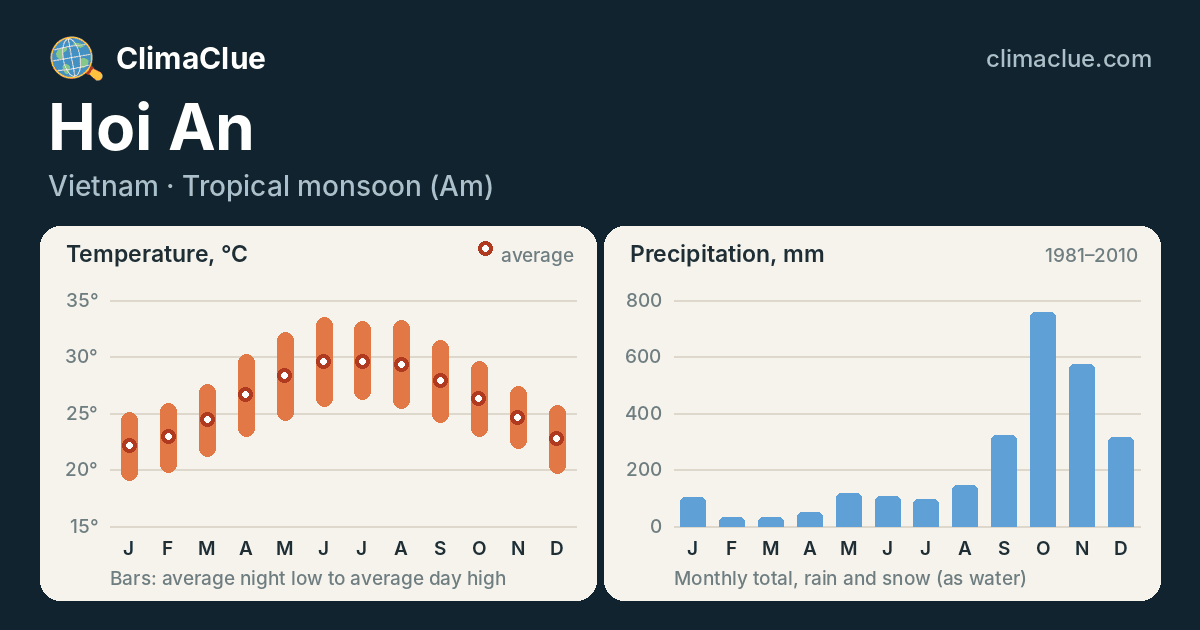 ClimaClue
climaclue.com
Hoi An
Vietnam · Tropical monsoon (Am)
Temperature, °C
average
35°
30°
25°
20°
15°
J F M A M J J A S O N D
Bars: average night low to average day high
Precipitation, mm
1981–2010
800
600
400
200
0
J F M A M J J A S O N D
Monthly total, rain and snow (as water)